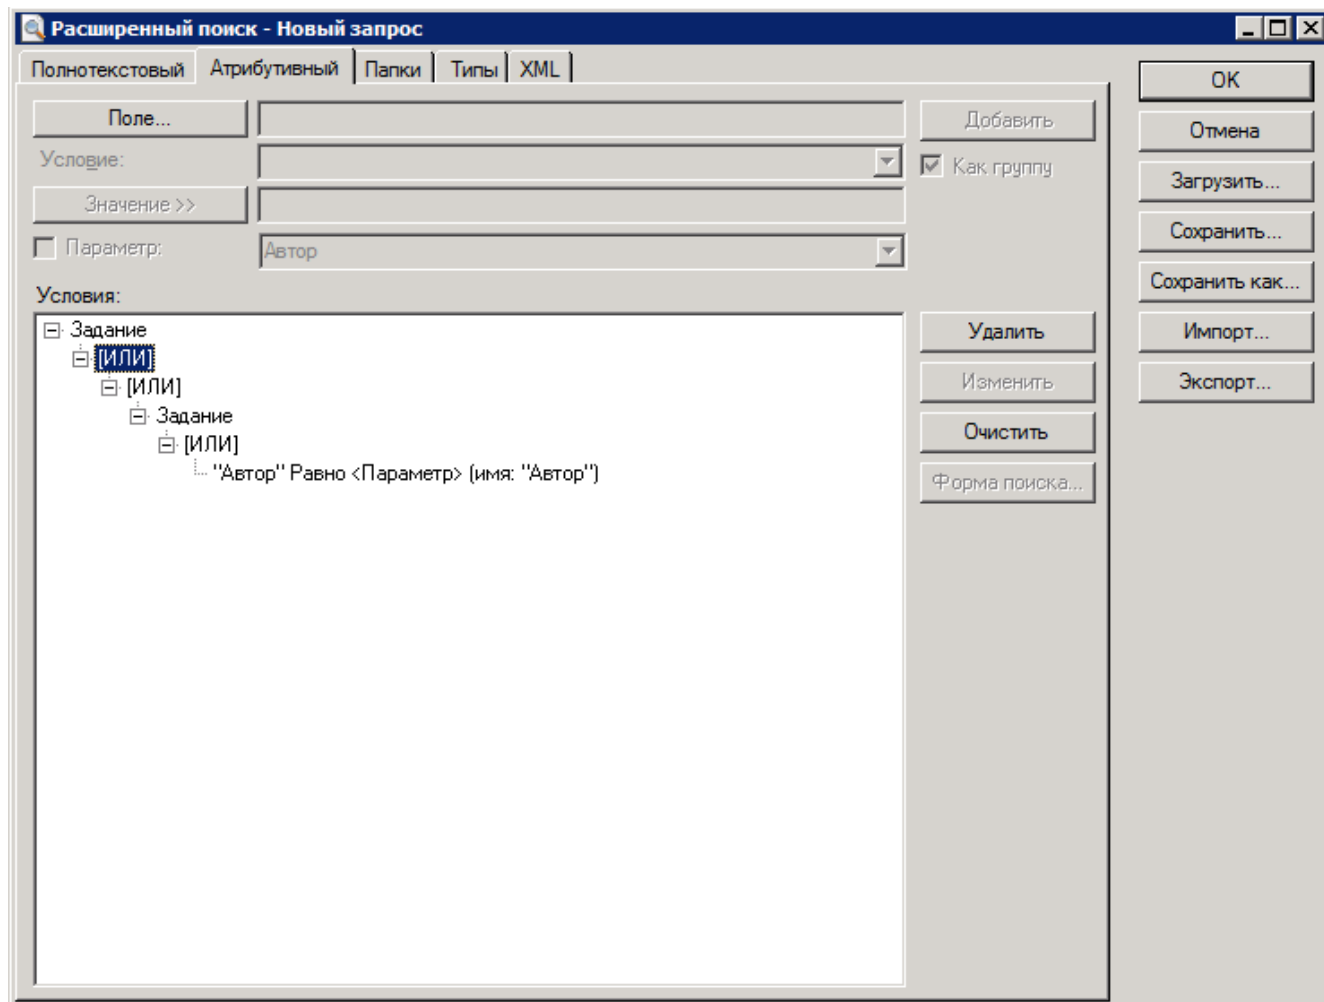 Расширенный поиск - Новый запрос
Полнотекстовый Атрибутивный Папки Типы XML
Поле... Добавить
Условие: Как группу
Значение >>
Параметр: Автор
Условия:
Задание
[ИЛИ]
[ИЛИ]
Задание
[ИЛИ]
"Автор" Равно <Параметр> (имя: "Автор")
Удалить
Изменить
Очистить
Форма поиска...
OK
Отмена
Загрузить...
Сохранить...
Сохранить как...
Импорт...
Экспорт...